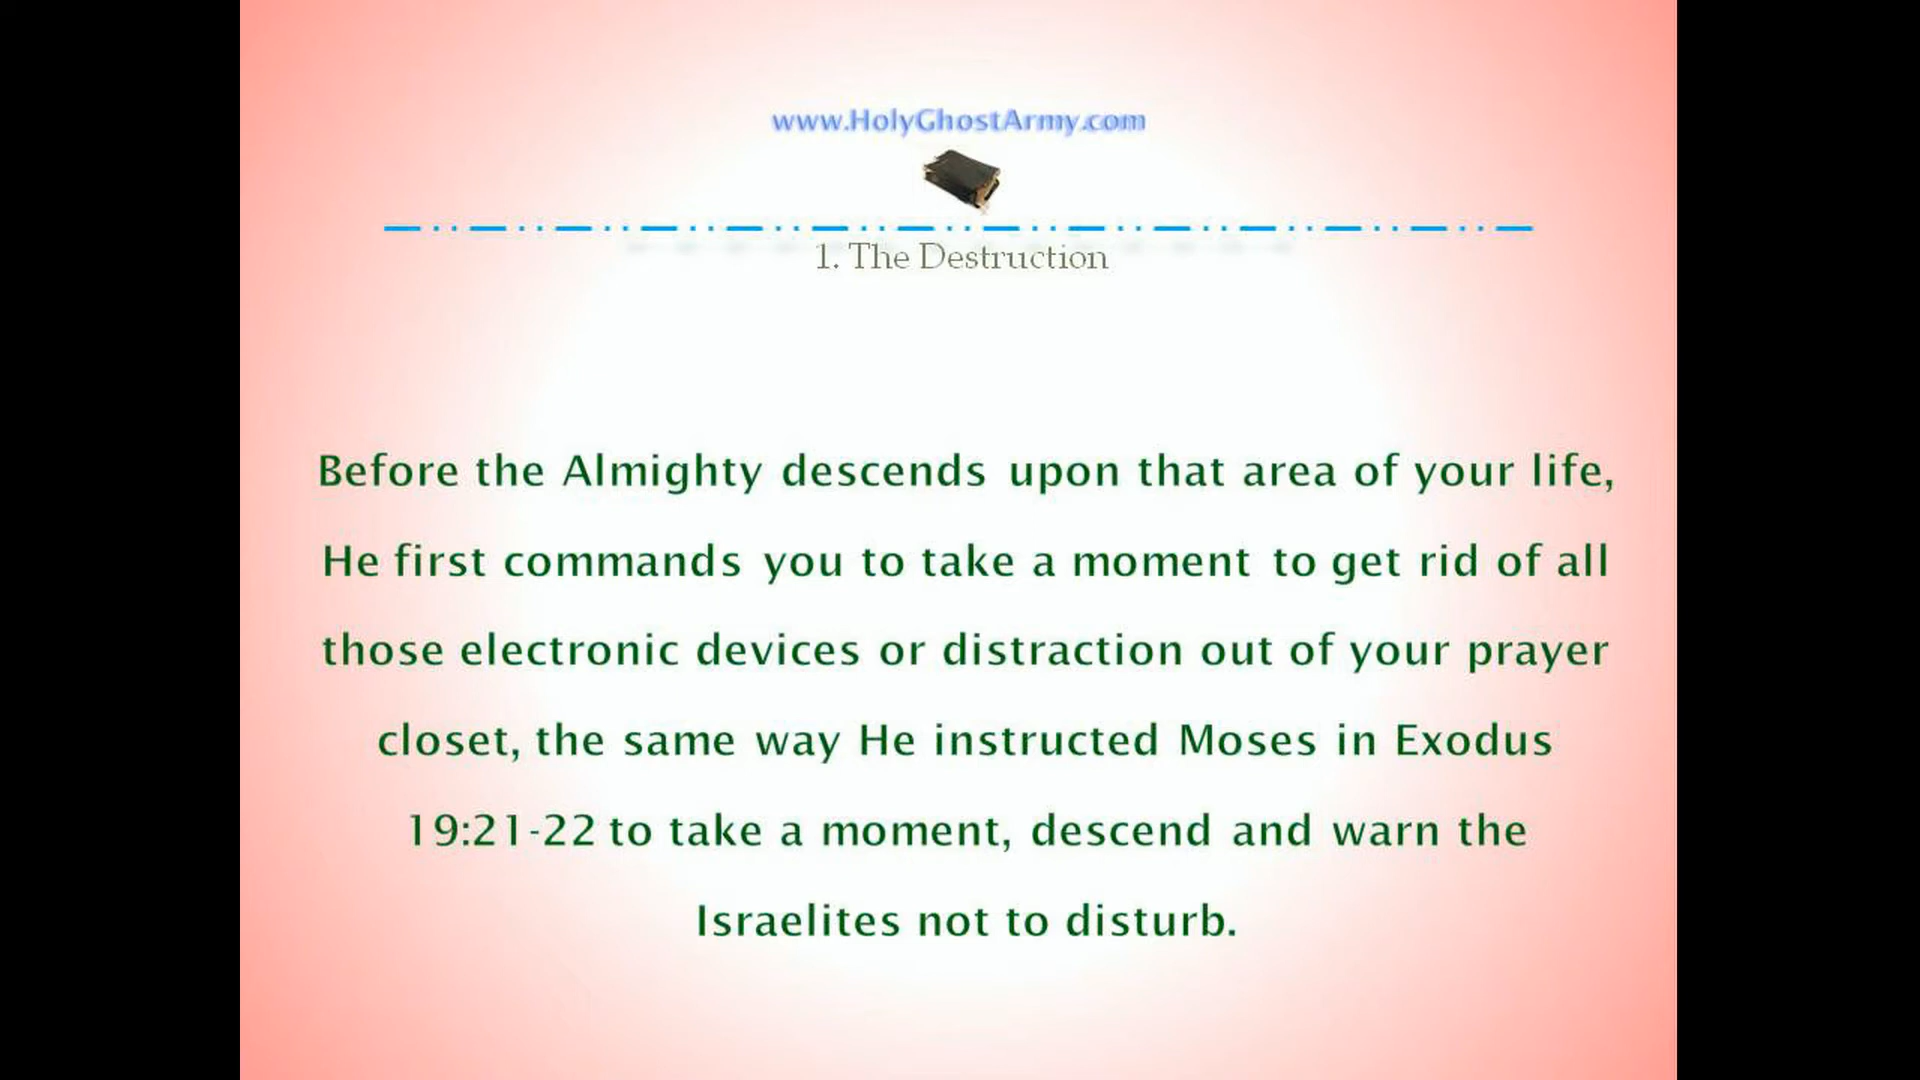 www.HolyGhostArmy.com
1. The Destruction
Before the Almighty descends upon that area of your life,
He first commands you to take a moment to get rid of all
those electronic devices or distraction out of your prayer
closet, the same way He instructed Moses in Exodus
19:21-22 to take a moment, descend and warn the
Israelites not to disturb.